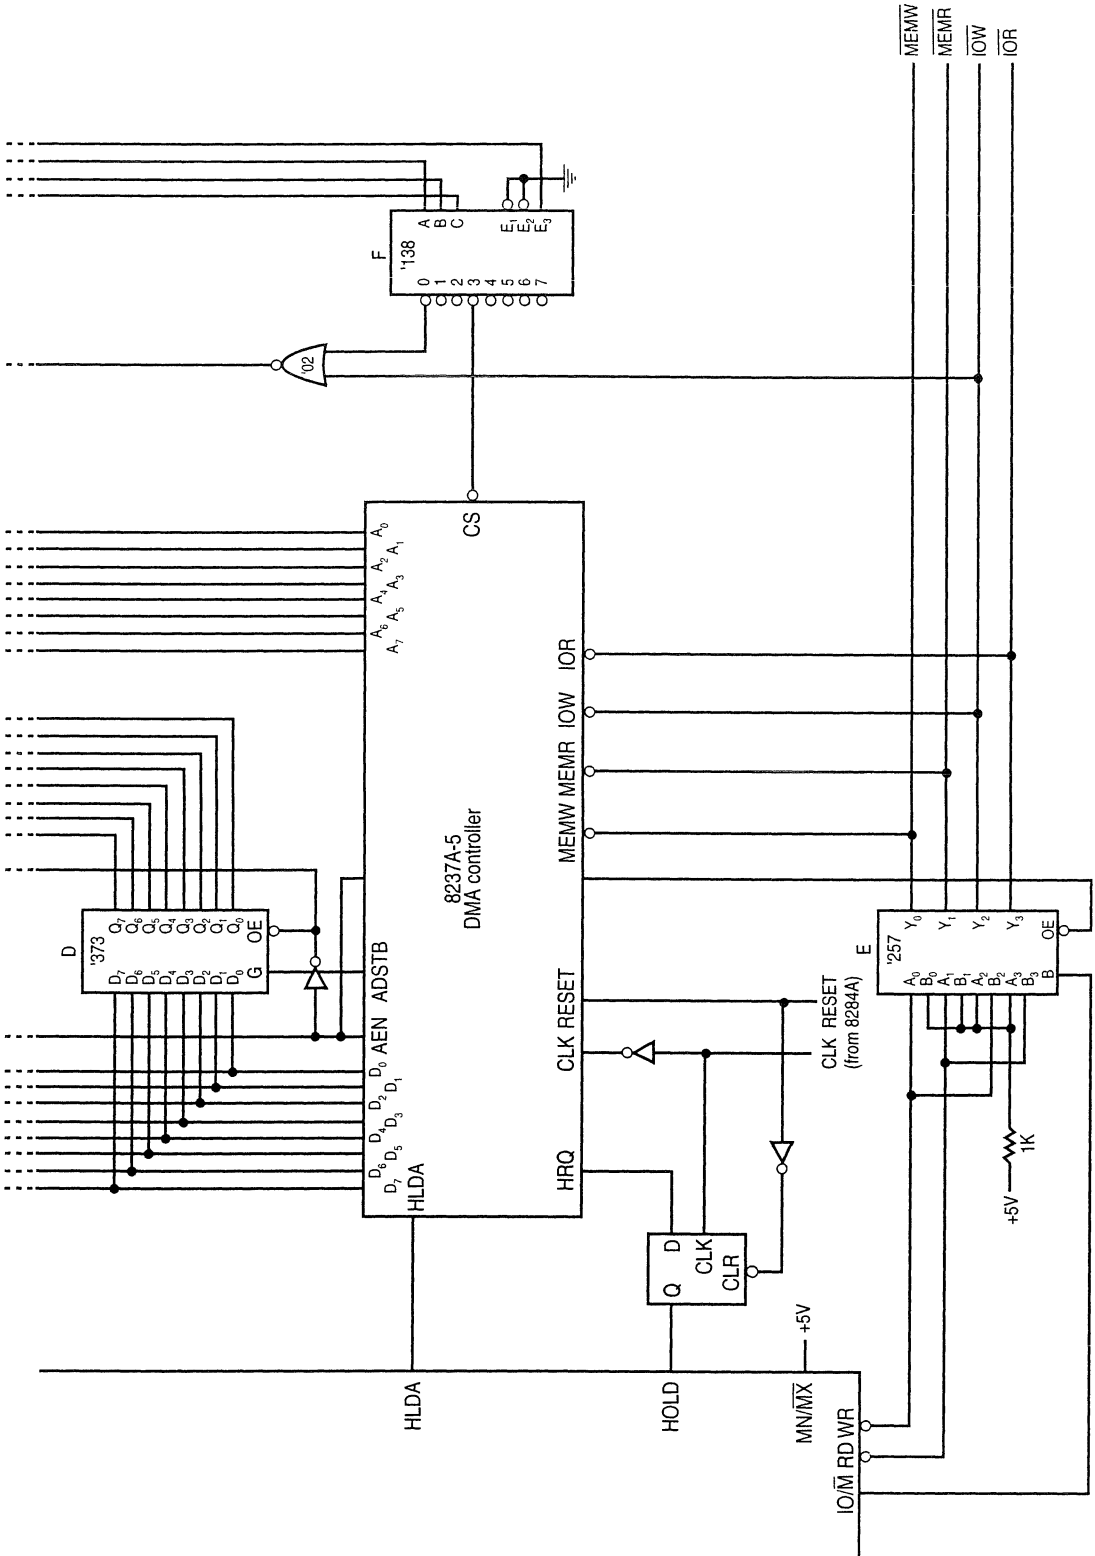 MEMW
MEMR
IOW
IOR
F
'138
A
B
C
E1
E2
E3
0
1
2
3
4
5
6
7
'02
CS
A0
A1
A2
A3
A4
A5
A6
A7
IOR
IOW
MEMR
MEMW
8237A-5
DMA controller
D
'373
Q7
Q6
Q5
Q4
Q3
Q2
Q1
Q0
OE
D7
D6
D5
D4
D3
D2
D1
D0
G
E
'257
Y0
Y1
Y2
Y3
OE
A0
B0
A1
B1
A2
B2
A3
B3
B
AEN
ADSTB
CLK
RESET
CLK RESET
(from 8284A)
D0
D1
D2
D3
D4
D5
D6
D7
HLDA
HRQ
1K
+5V
D
CLK
Q
CLR
+5V
HLDA
HOLD
MN/MX
IO/M
RD
WR